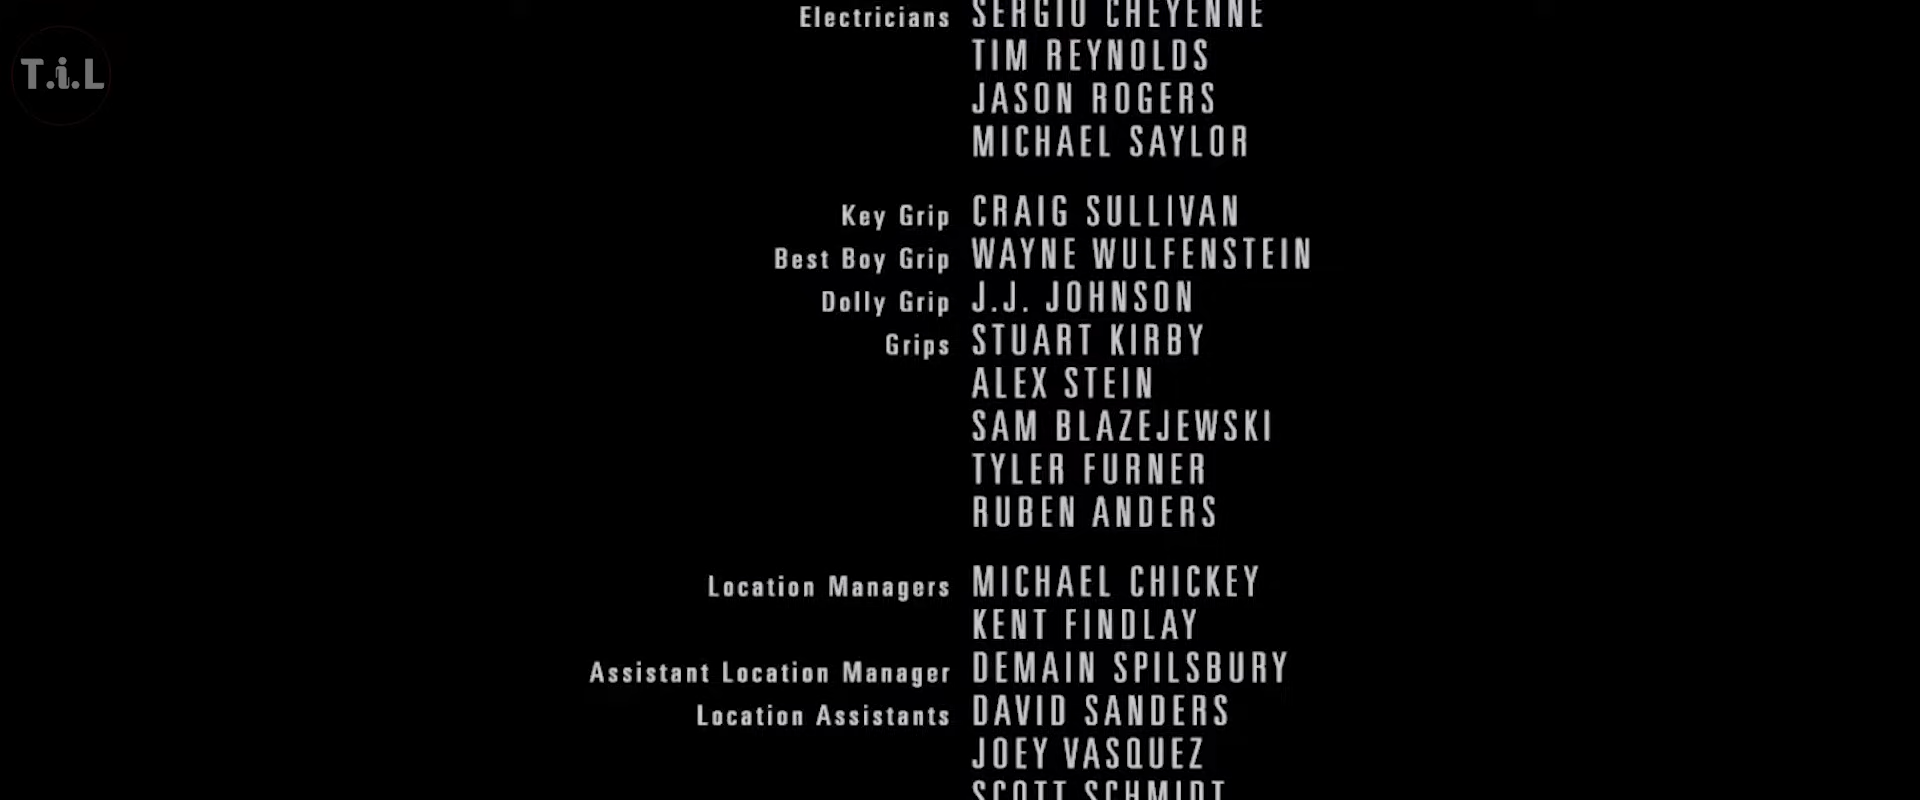 T.i.L
Electricians SERGIO CHEYENNE
TIM REYNOLDS
JASON ROGERS
MICHAEL SAYLOR
Key Grip CRAIG SULLIVAN
Best Boy Grip WAYNE WULFENSTEIN
Dolly Grip J.J. JOHNSON
Grips STUART KIRBY
ALEX STEIN
SAM BLAZEJEWSKI
TYLER FURNER
RUBEN ANDERS
Location Managers MICHAEL CHICKEY
KENT FINDLAY
Assistant Location Manager DEMAIN SPILSBURY
Location Assistants DAVID SANDERS
JOEY VASQUEZ
SCOTT SCHMIDT